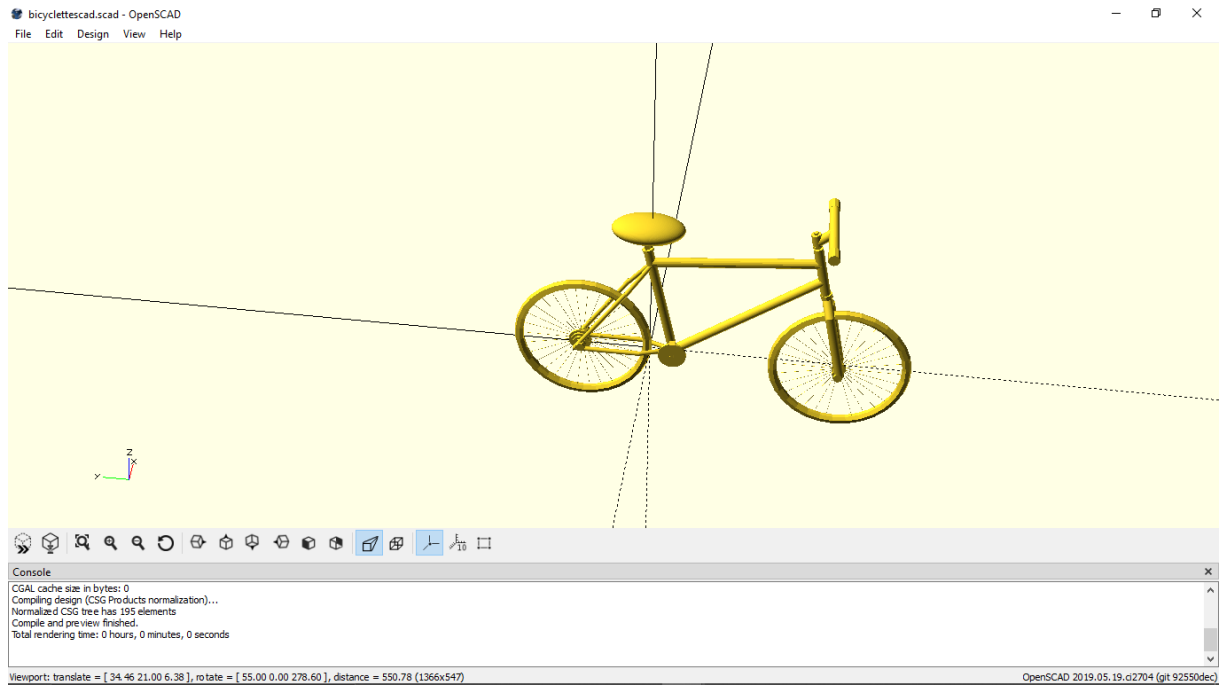 bicyclettescad.scad - OpenSCAD
File Edit Design View Help
Z
X
Y
10
Console
CGAL cache size in bytes: 0
Compiling design (CSG Products normalization)...
Normalized CSG tree has 195 elements
Compile and preview finished.
Total rendering time: 0 hours, 0 minutes, 0 seconds
Viewport: translate = [ 34.46 21.00 6.38 ], rotate = [ 55.00 0.00 278.60 ], distance = 550.78 (1366x547) OpenSCAD 2019.05.19.ci2704 (git 92550dec)